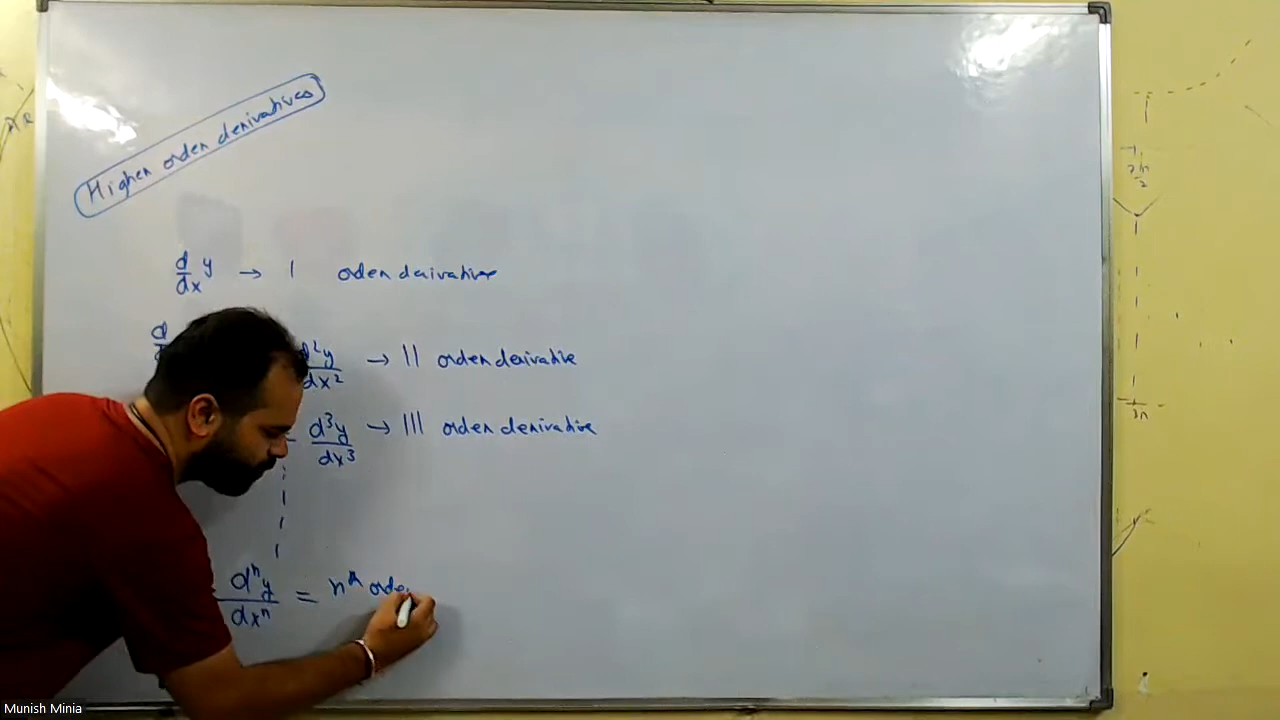 Higher order derivatives
d/dx y → I order derivative
d d²y/dx² → II order derivative
d³y/dx³ → III order derivative
dⁿy/dxⁿ = nth orde
Munish Minia